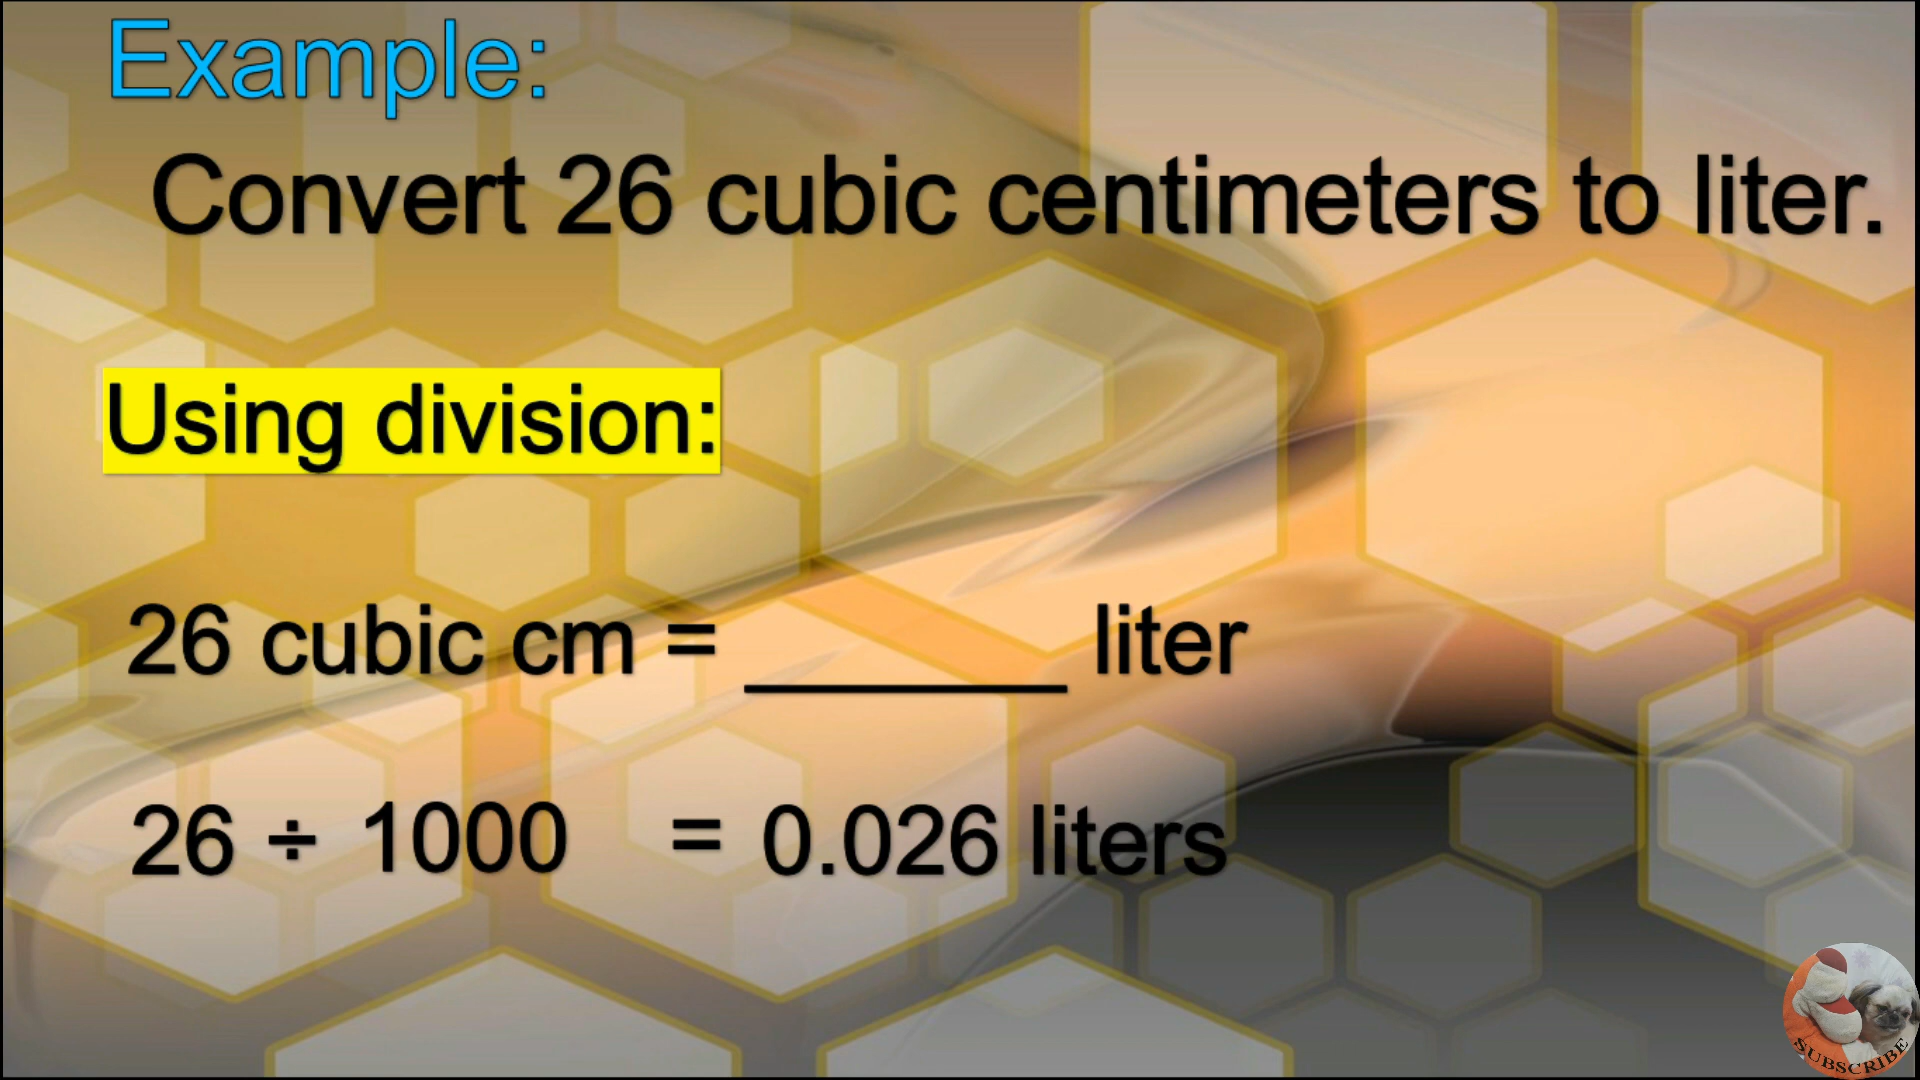 Example:
Convert 26 cubic centimeters to liter.
Using division:
26 cubic cm = ________ liter
26 ÷ 1000 = 0.026 liters
SUBSCRIBE